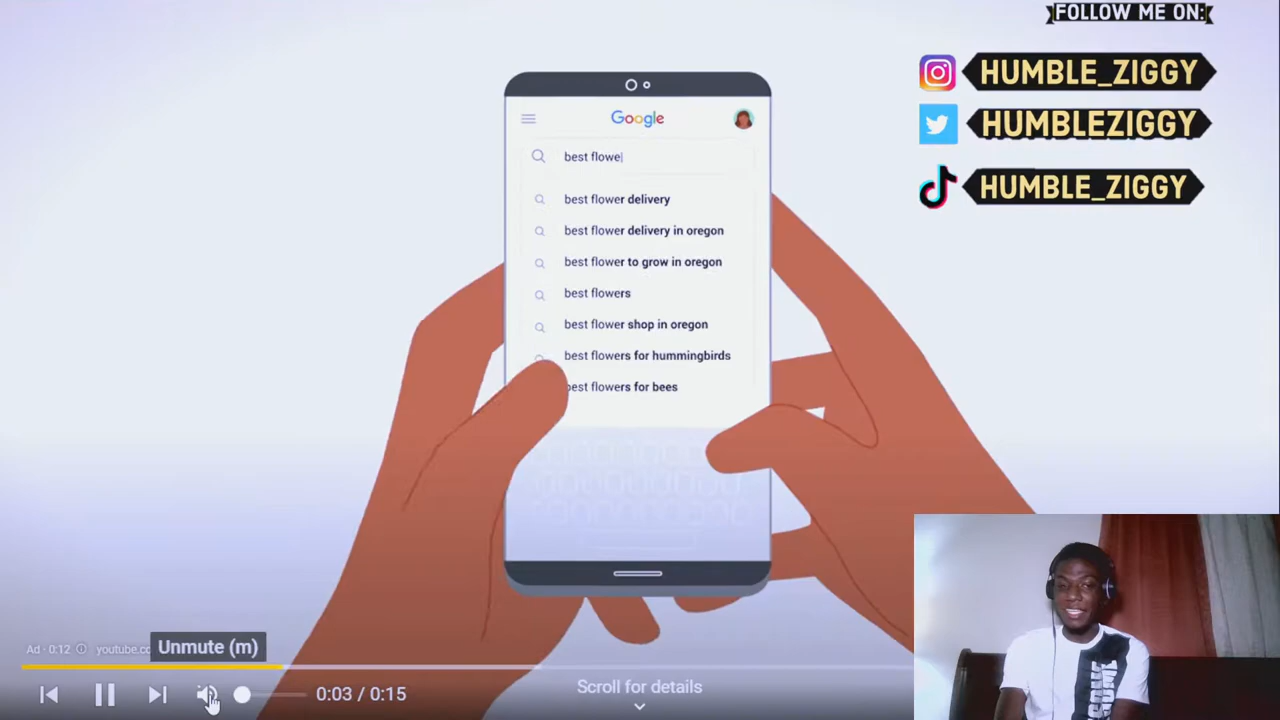 FOLLOW ME ON:
HUMBLE_ZIGGY
HUMBLEZIGGY
HUMBLE_ZIGGY
Google
best flowe
best flower delivery
best flower delivery in oregon
best flower to grow in oregon
best flowers
best flower shop in oregon
best flowers for hummingbirds
best flowers for bees
Ad · 0:12 youtube.co
Unmute (m)
0:03 / 0:15
Scroll for details